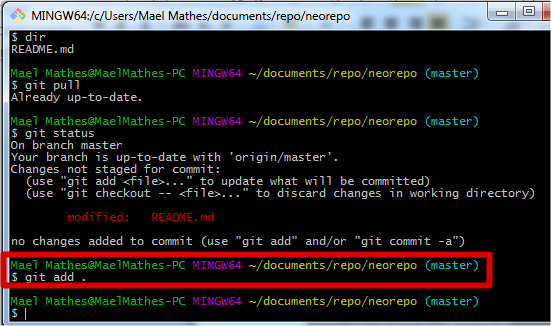 MINGW64:/c/Users/Mael Mathes/documents/repo/neorepo
$ dir
README.md
Mael Mathes@MaelMathes-PC MINGW64 ~/documents/repo/neorepo (master)
$ git pull
Already up-to-date.
Mael Mathes@MaelMathes-PC MINGW64 ~/documents/repo/neorepo (master)
$ git status
On branch master
Your branch is up-to-date with 'origin/master'.
Changes not staged for commit:
  (use "git add <file>..." to update what will be committed)
  (use "git checkout -- <file>..." to discard changes in working directory)
        modified:   README.md
no changes added to commit (use "git add" and/or "git commit -a")
Mael Mathes@MaelMathes-PC MINGW64 ~/documents/repo/neorepo (master)
$ git add .
Mael Mathes@MaelMathes-PC MINGW64 ~/documents/repo/neorepo (master)
$